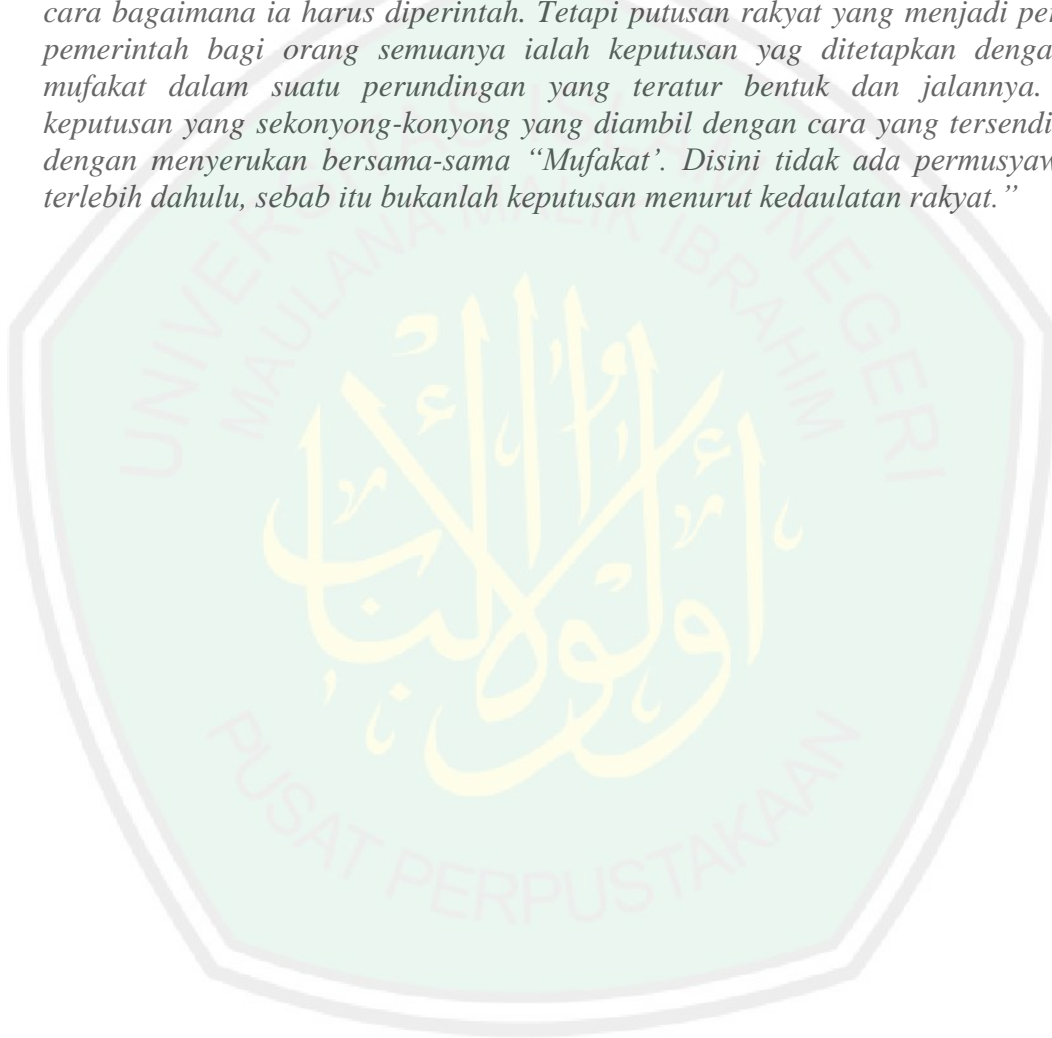 cara bagaimana ia harus diperintah. Tetapi putusan rakyat yang menjadi
pemerintah bagi orang semuanya ialah keputusan yag ditetapkan
mufakat dalam suatu perundingan yang teratur bentuk dan jalannya.
keputusan yang sekonyong-konyong yang diambil dengan cara yang
dengan menyerukan bersama-sama “Mufakat’. Disini tidak ada
terlebih dahulu, sebab itu bukanlah keputusan menurut kedaulatan rakyat.”
UNIVERSITAS ISLAM NEGERI
MAULANA MALIK IBRAHIM
أولوا الألباب
PUSAT PERPUSTAKAAN